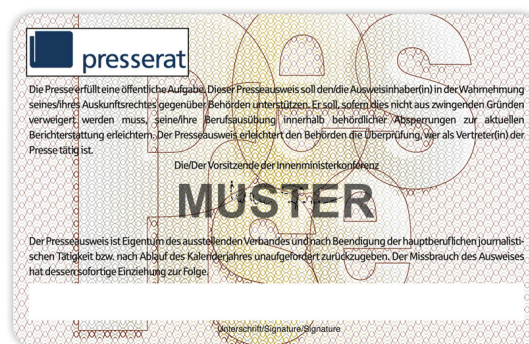 presserat
Die Presse erfüllt eine öffentliche Aufgabe. Dieser Presseausweis soll den/die Ausweisinhaber(in) in der Wahrnehmung
seines/ihres Auskunftsrechtes gegenüber Behörden unterstützen. Er soll, sofern dies nicht aus zwingenden Gründen
verweigert werden muss, seine/ihre Berufsausübung innerhalb behördlicher Absperrungen zur aktuellen
Berichterstattung erleichtern. Der Presseausweis erleichtert den Behörden die Überprüfung, wer als Vertreter(in) der
Presse tätig ist.
Die/Der Vorsitzende der Innenministerkonferenz
MUSTER
Der Presseausweis ist Eigentum des ausstellenden Verbandes und nach Beendigung der hauptberuflichen journalisti-
schen Tätigkeit bzw. nach Ablauf des Kalenderjahres unaufgefordert zurückzugeben. Der Missbrauch des Ausweises
hat dessen sofortige Einziehung zur Folge.
Unterschrift/Signature/Signature